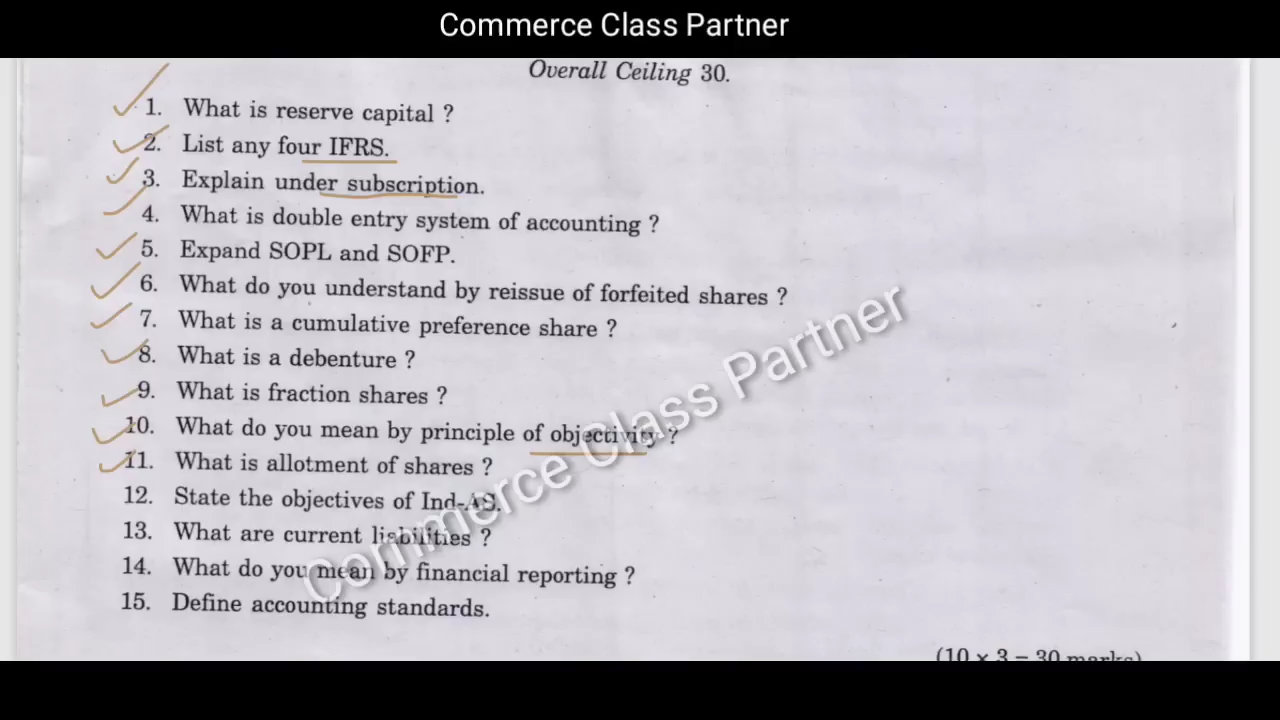 Commerce Class Partner
Overall Ceiling 30.
1. What is reserve capital ?
2. List any four IFRS.
3. Explain under subscription.
4. What is double entry system of accounting ?
5. Expand SOPL and SOFP.
6. What do you understand by reissue of forfeited shares ?
7. What is a cumulative preference share ?
8. What is a debenture ?
9. What is fraction shares ?
10. What do you mean by principle of objectivity ?
11. What is allotment of shares ?
12. State the objectives of Ind-AS.
13. What are current liabilities ?
14. What do you mean by financial reporting ?
15. Define accounting standards.
(10 × 3 = 30 marks)
Commerce Class Partner